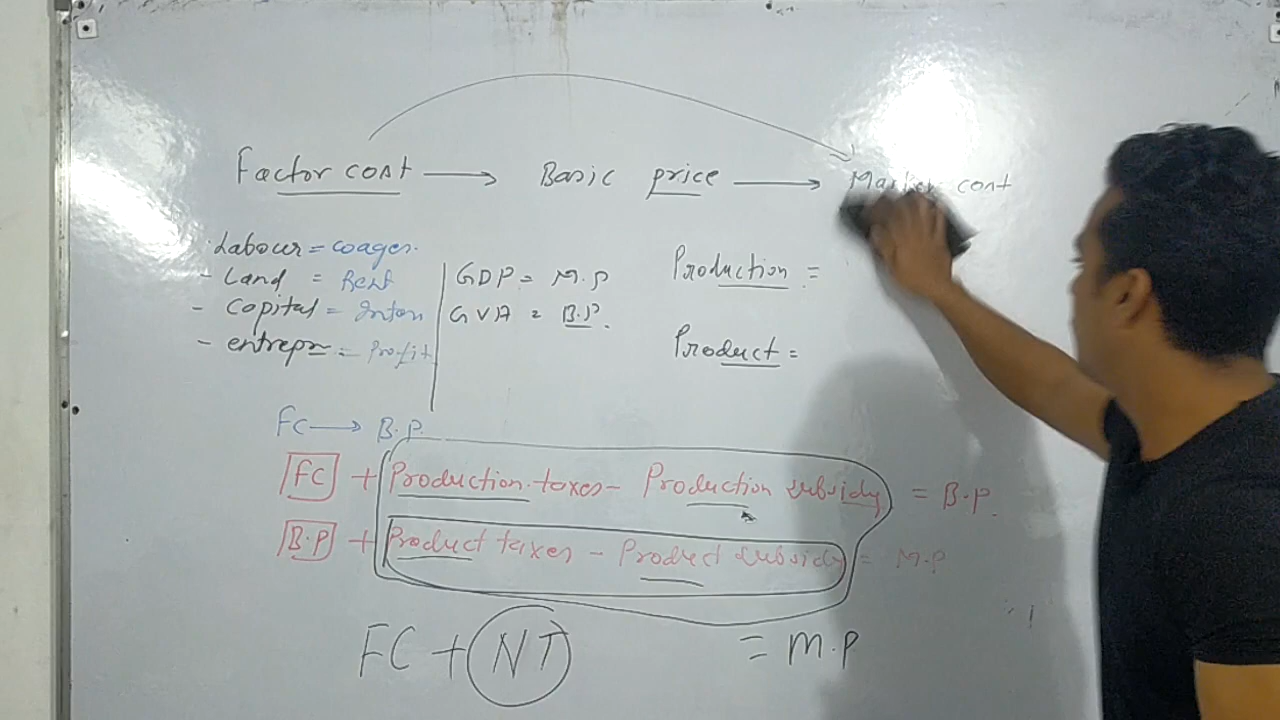 Factor cost → Basic price → Market cost
Labour = wages.
- Land = Rent
- Capital = Inten
- entrepr = Profit
GDP = M.P
GVA = B.P.
Production =
Product =
FC → B.P.
FC + Production taxes - Production subsidy = B.P.
B.P + Product taxes - Product subsidy = M.P
FC + NT = M.P